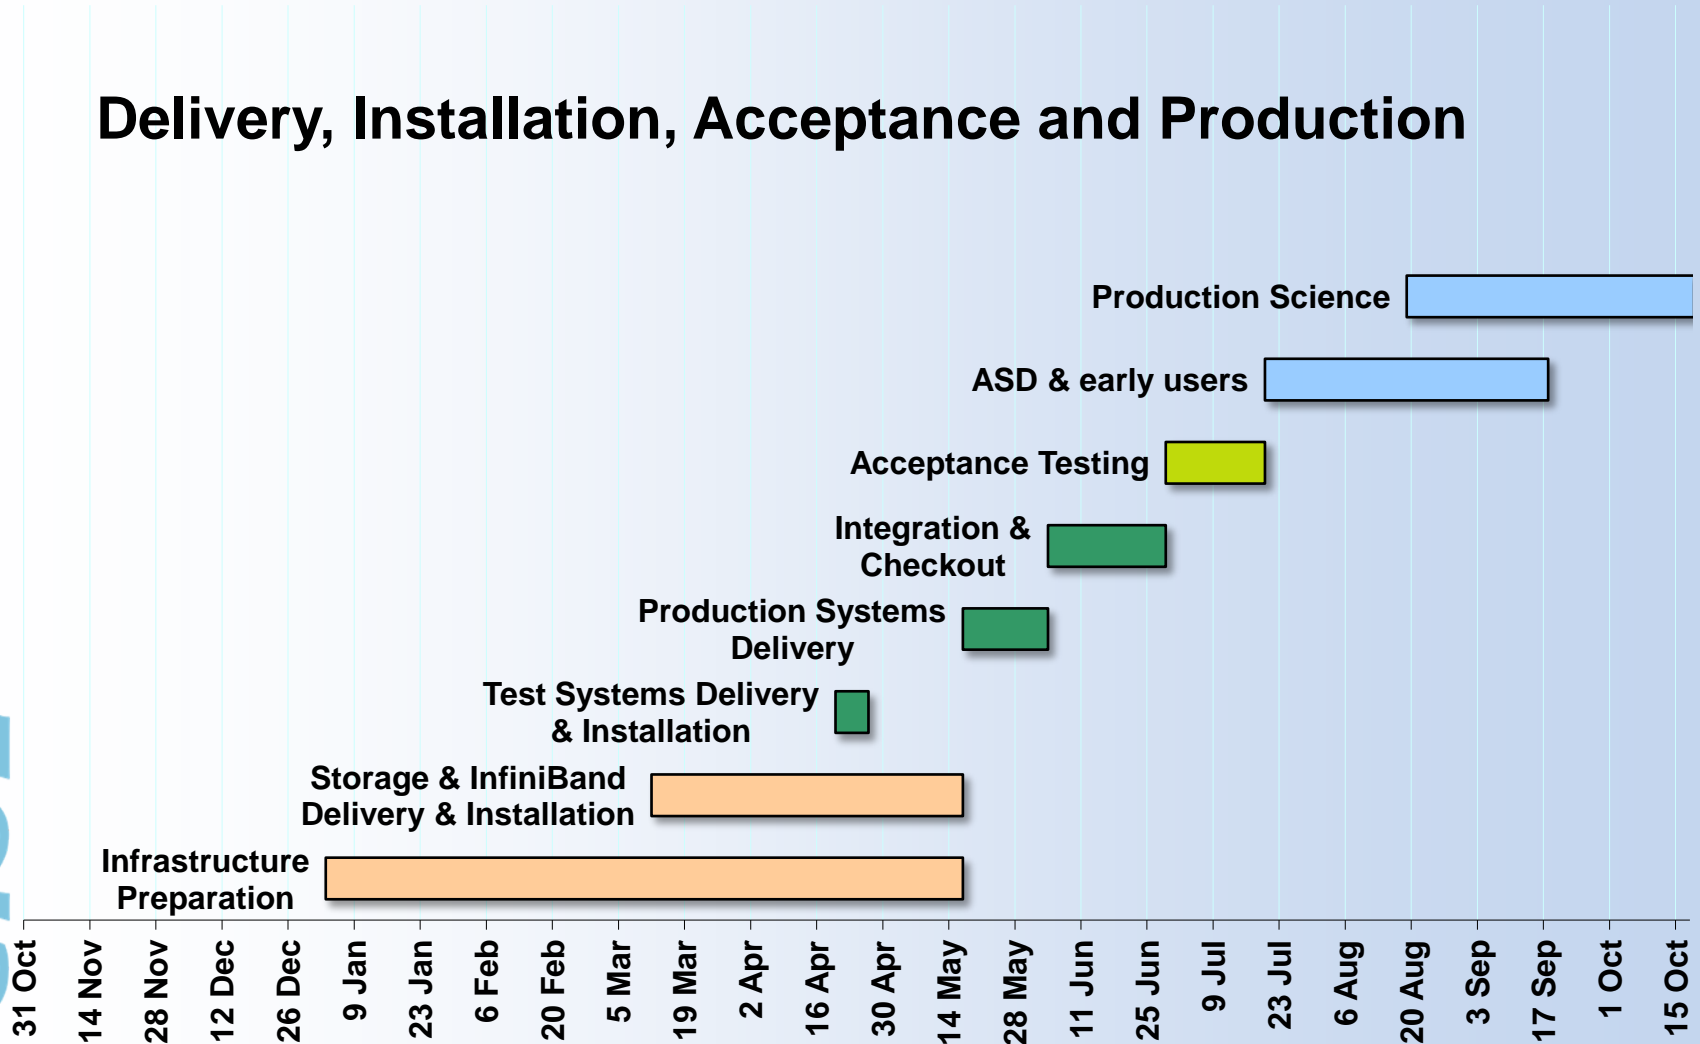 Delivery, Installation, Acceptance and Production
Production Science
ASD & early users
Acceptance Testing
Integration &
Checkout
Production Systems
Delivery
Test Systems Delivery
& Installation
Storage & InfiniBand
Delivery & Installation
Infrastructure
Preparation
31 Oct
14 Nov
28 Nov
12 Dec
26 Dec
9 Jan
23 Jan
6 Feb
20 Feb
5 Mar
19 Mar
2 Apr
16 Apr
30 Apr
14 May
28 May
11 Jun
25 Jun
9 Jul
23 Jul
6 Aug
20 Aug
3 Sep
17 Sep
1 Oct
15 Oct